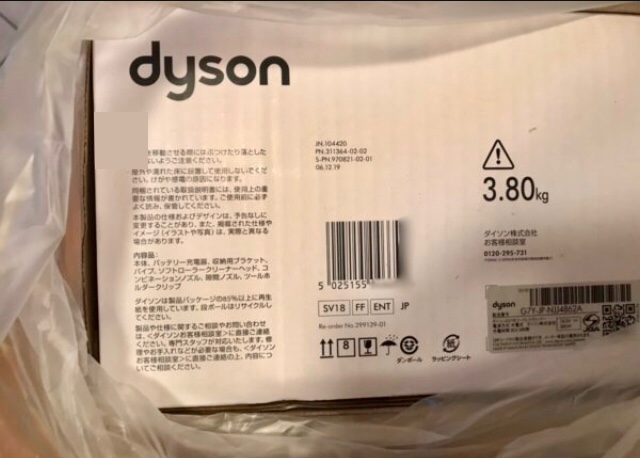 dyson
を移動させる際にはぶつけたり落とした
ないようご注意ください。
屋外や濡れた床に設置して使用しないでくだ
さい。けがや感電の原因になります。
同梱されている取扱説明書には、使用上の重
要な情報が書かれています。ご使用前に必ず
よく読み、保管してください。
本製品の仕様およびデザインは、予告なしに
変更することがあり、また、掲載された仕様や
イメージ(イラストや写真)は、実際と異なる
場合があります。
品内容:
本体、バッテリー充電器、収納用ブラケット、
パイプ、ソフトローラークリーナーヘッド、コ
ンビネーションノズル、隙間ノズル、ツールホ
ルダークリップ
ダイソンは製品パッケージの85%以上に再生
紙を使用しています。段ボールはリサイクルし
てください。
製品や仕様に関するご相談やお問い合わせ
は、<ダイソンお客様相談室>に直接ご連絡
ください。専門スタッフが対応いたします。修
理やお手入れなどが必要な場合も、<ダイソン
お客様相談室>に直接ご連絡の上、内容につ
いてご相談ください。
JN.104420
PN.311364-02-02
S-PN.970821-02-01
06.12.19
5 025155
SV18 FF ENT JP
Re-order No.299129-01
8
ダンボール
ラッピングシート
3.80kg
ダイソン株式会社
お客様相談室
0120-295-731
dyson
G7Y-JP-NJJ4862A